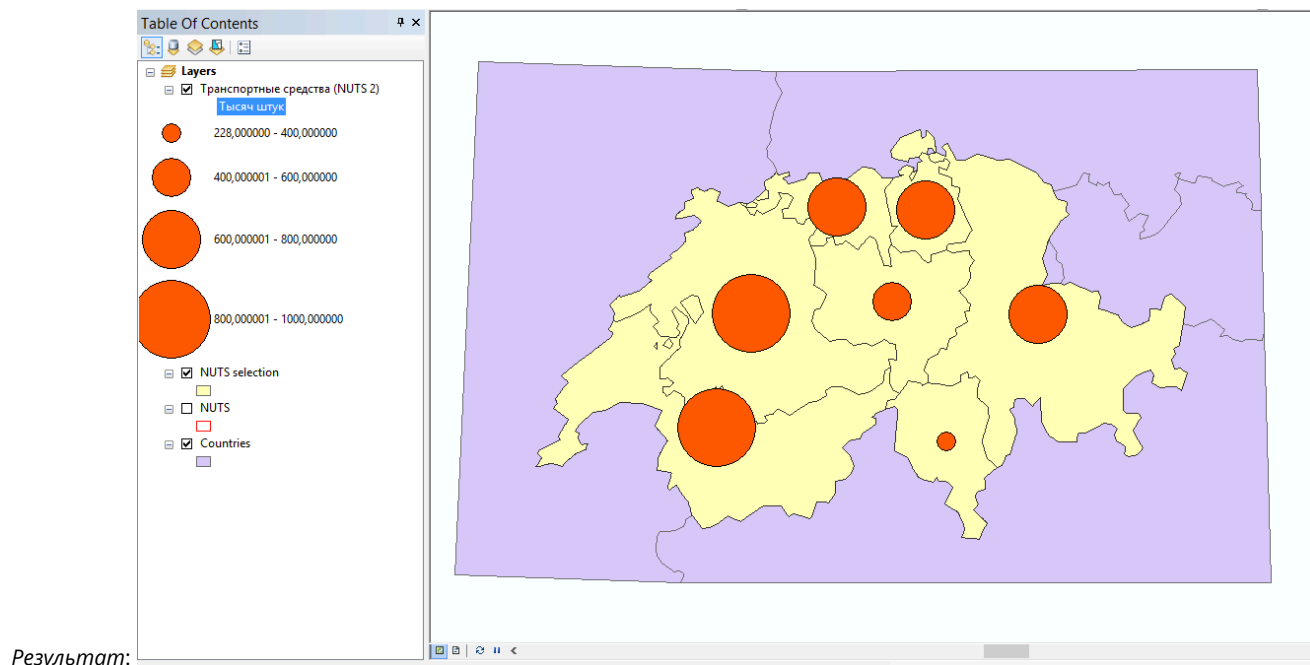 Table Of Contents
Layers
Транспортные средства (NUTS 2)
Тысяч штук
228,000000 - 400,000000
400,000001 - 600,000000
600,000001 - 800,000000
800,000001 - 1000,000000
NUTS selection
NUTS
Countries
Результат: